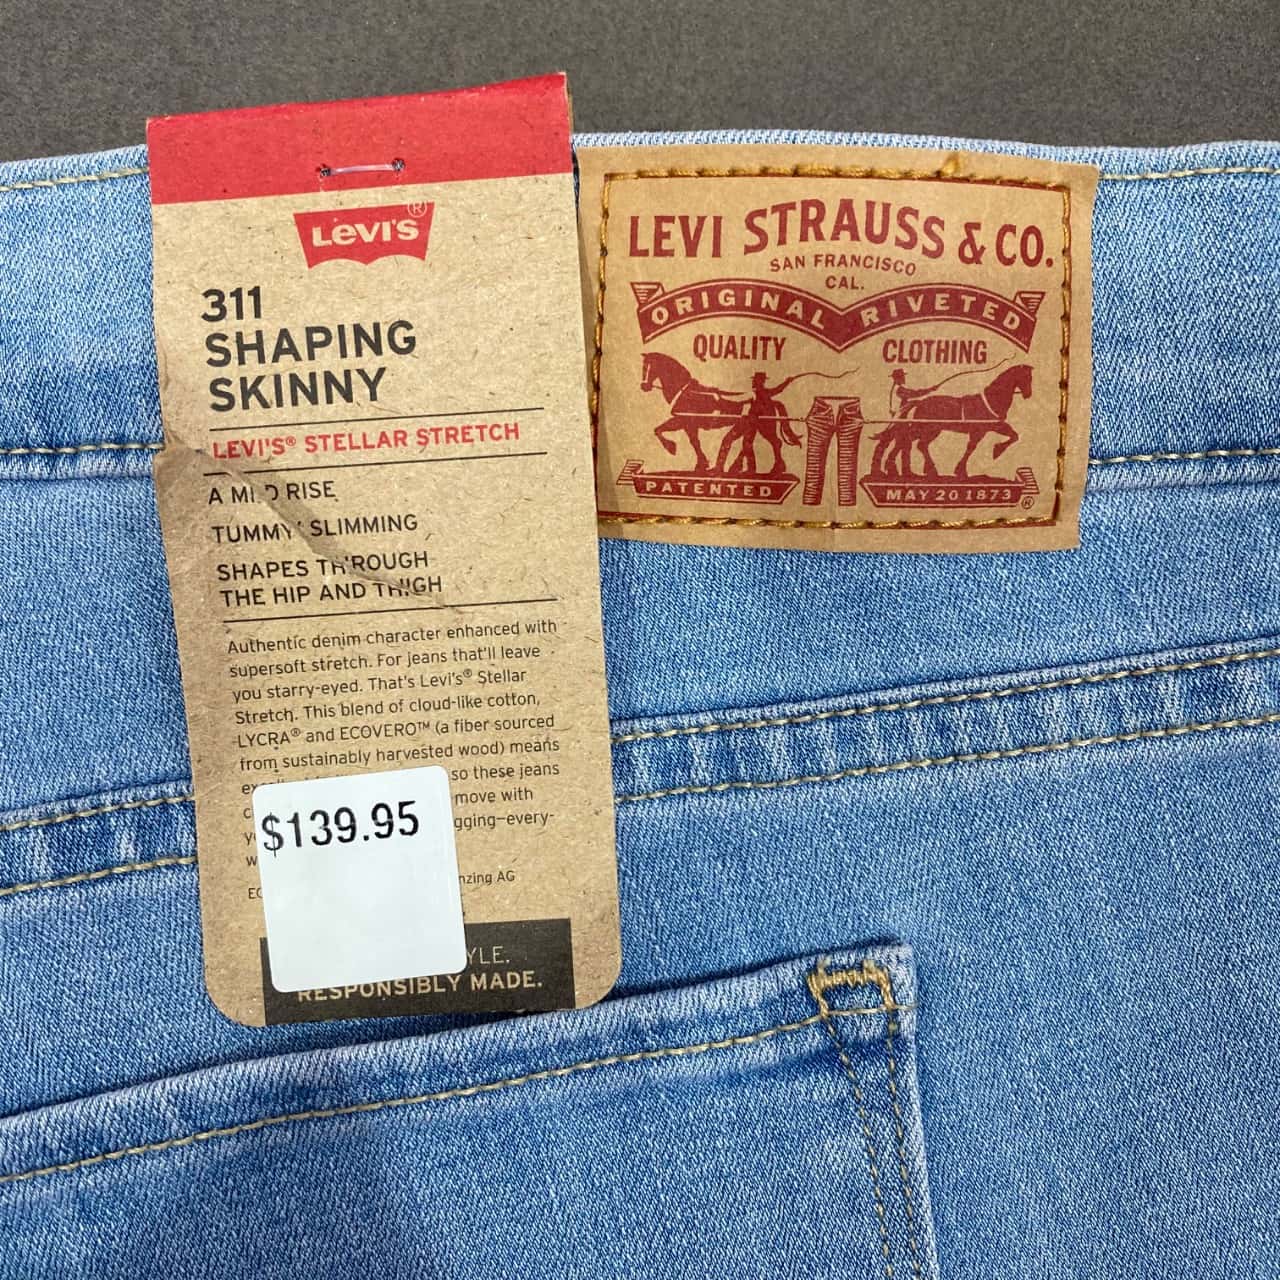 LEVI'S®
311
SHAPING
SKINNY
LEVI'S® STELLAR STRETCH
A RISE
TUMMY SLIMMING
SHAPES THROUGH
THE HIP AND THIGH
Authentic denim character enhanced with
supersoft stretch. For jeans that'll leave
you starry-eyed. That's Levi's® Stellar
Stretch. This blend of cloud-like cotton,
LYCRA® and ECOVERO™ (a fiber sourced
from sustainably harvested wood) means
so these jeans
move with
every-
$139.95
AG
RESPONSIBLY MADE.
LEVI STRAUSS & CO.
SAN FRANCISCO
CAL.
ORIGINAL RIVETED
QUALITY CLOTHING
PATENTED MAY 20 1873 ®